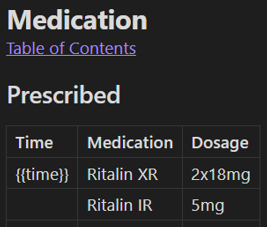 Medication
Table of Contents
Prescribed
Time Medication Dosage
{{time}} Ritalin XR 2x18mg
Ritalin IR 5mg